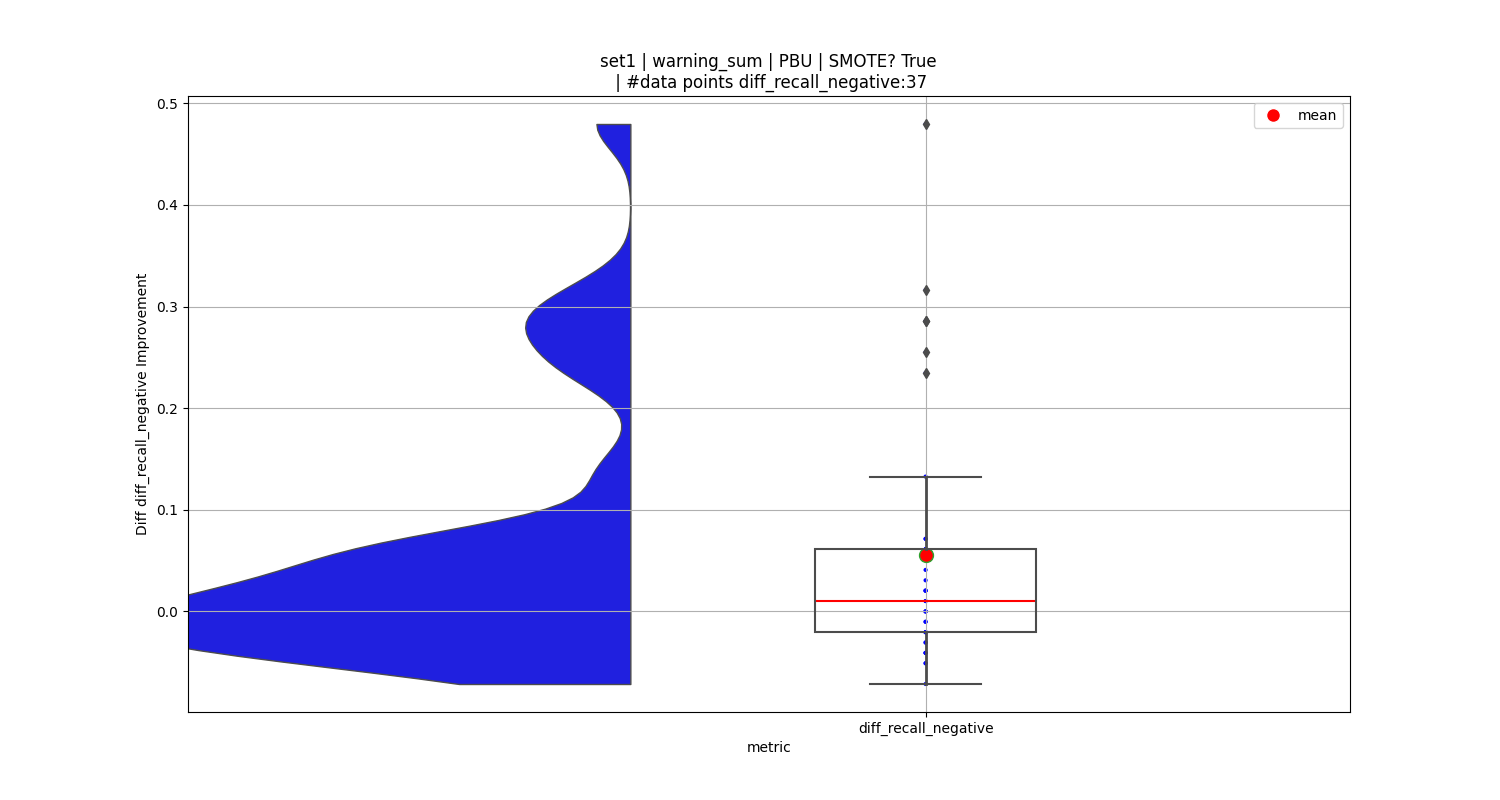 set1 | warning_sum | PBU | SMOTE? True
| #data points diff_recall_negative:37
mean
0.5
0.4
0.3
0.2
0.1
0.0
Diff diff_recall_negative Improvement
diff_recall_negative
metric